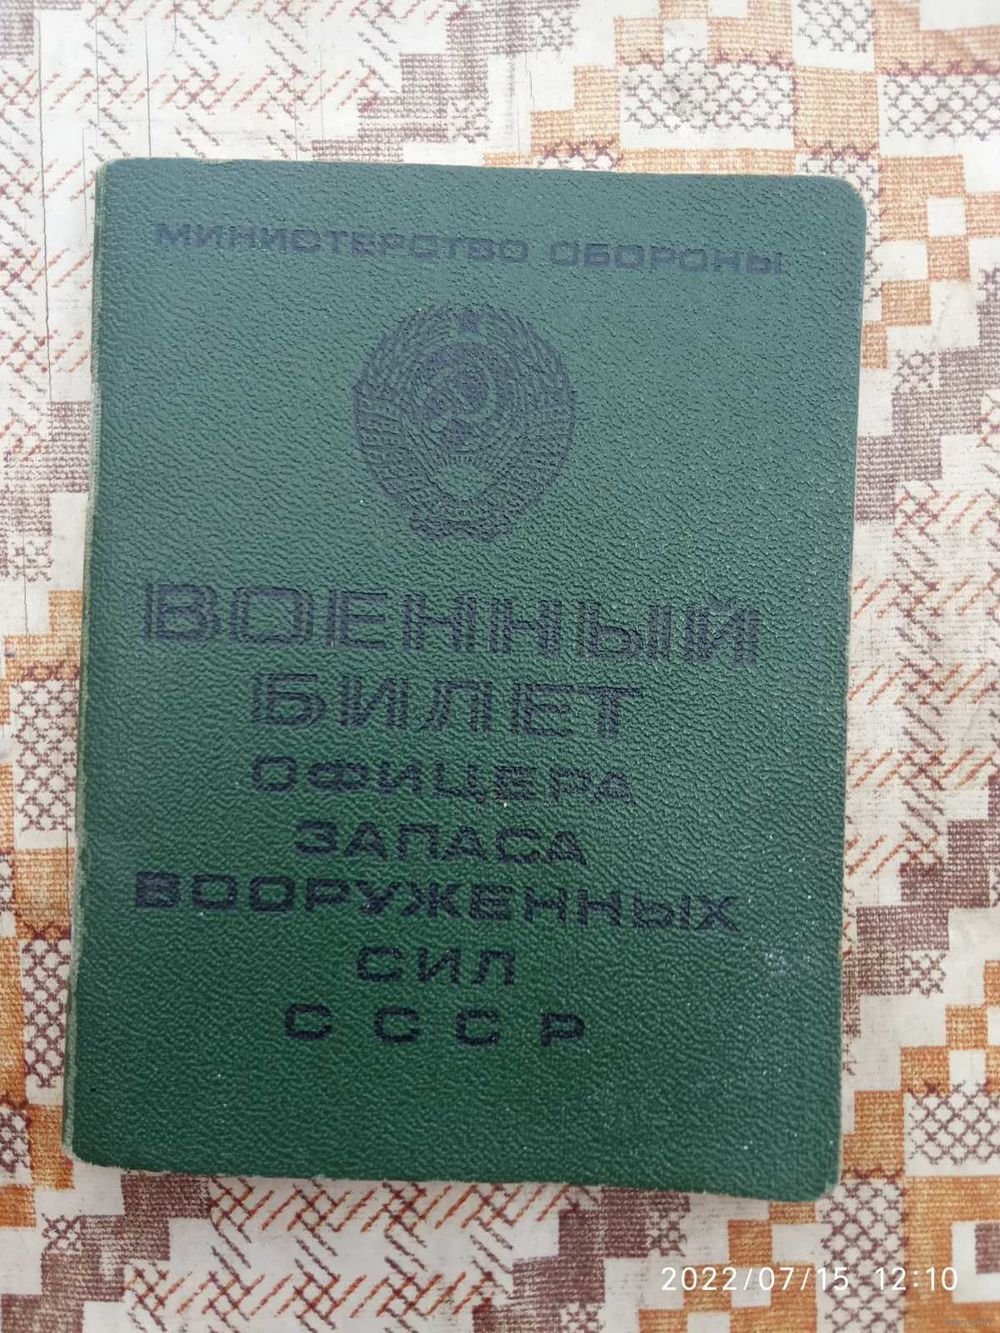 МИНИСТЕРСТВО ОБОРОНЫ
ВОЕННЫЙ
БИЛЕТ
ОФИЦЕРА
ЗАПАСА
ВООРУЖЕННЫХ
СИЛ
СССР
2022/07/15 12:10